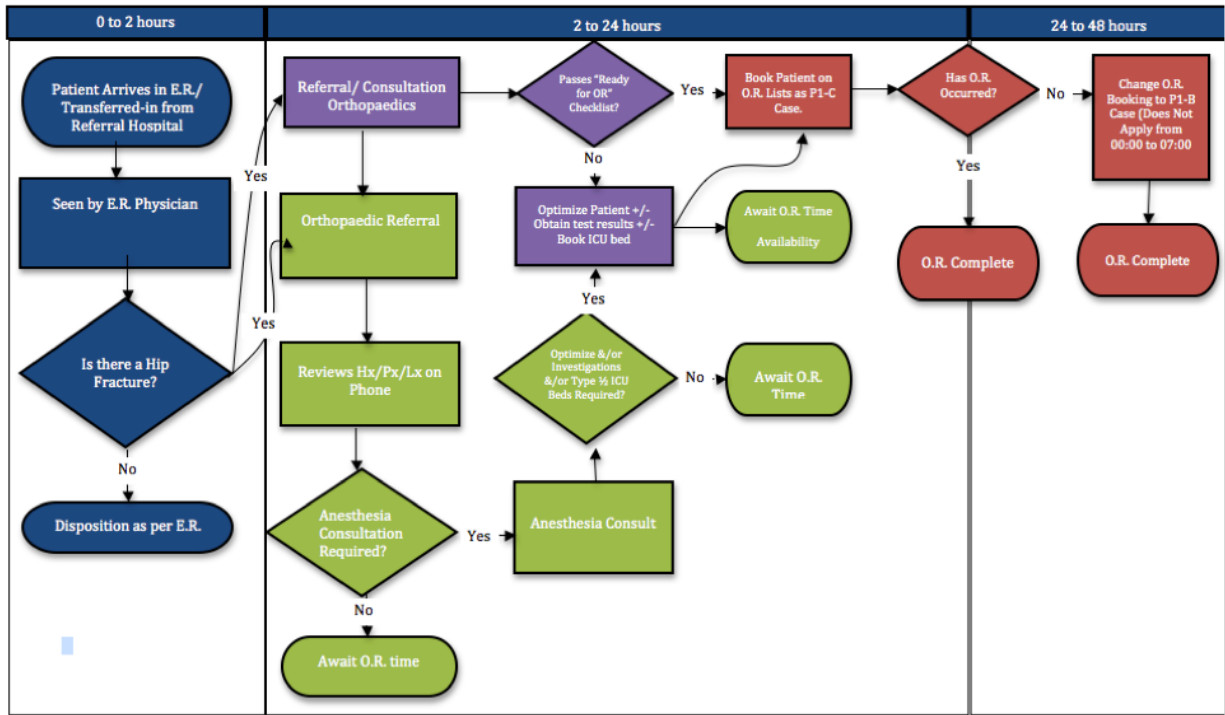 0 to 2 hours
2 to 24 hours
24 to 48 hours
Patient Arrives in E.R./
Transferred-in from
Referral Hospital
Seen by E.R. Physician
Is there a Hip
Fracture?
No
Disposition as per E.R.
Yes
Yes
Referral/ Consultation
Orthopaedics
Orthopaedic Referral
Reviews Hx/Px/Lx on
Phone
Anesthesia
Consultation
Required?
No
Await O.R. time
Yes
Anesthesia Consult
Optimize &/or
Investigations
&/or Type ½ ICU
Beds Required?
No
Await O.R.
Time
Yes
Optimize Patient +/-
Obtain test results +/-
Book ICU bed
Await O.R. Time
Availability
No
Passes “Ready
for OR”
Checklist?
Yes
Book Patient on
O.R. Lists as P1-C
Case.
Has O.R.
Occurred?
Yes
O.R. Complete
No
Change O.R.
Booking to P1-B
Case (Does Not
Apply from
00:00 to 07:00
O.R. Complete